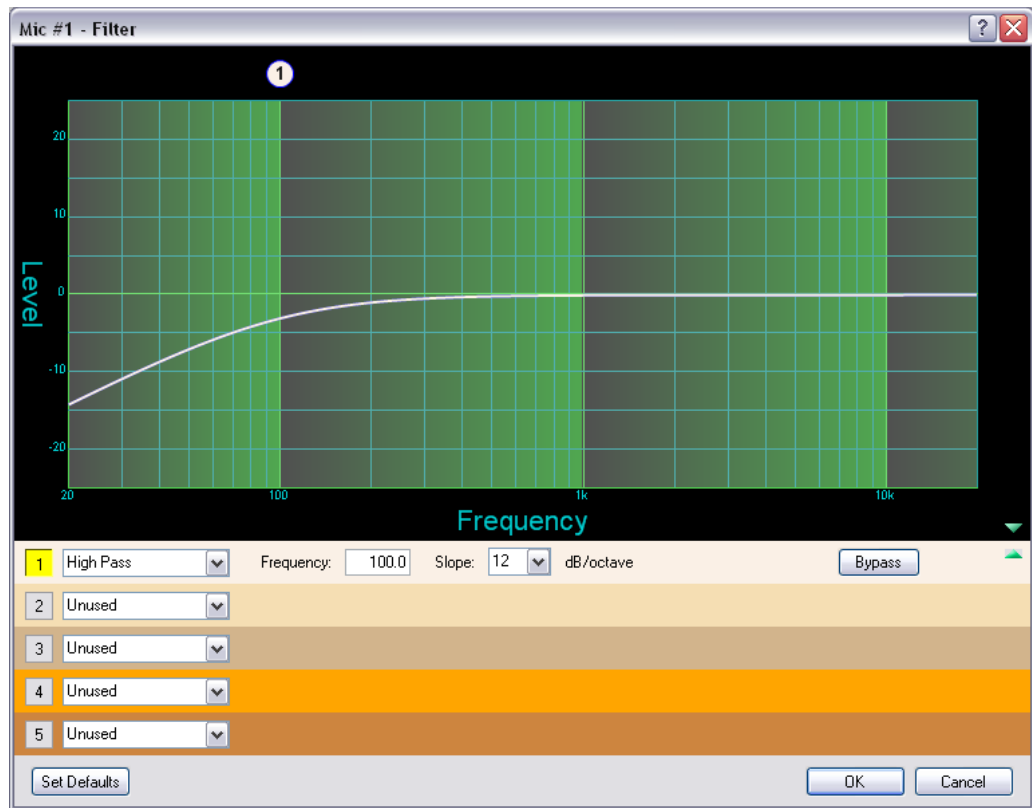 Mic #1 - Filter
?
1
20
10
0
-10
-20
Level
20 100 1k 10k
Frequency
1 High Pass Frequency: 100.0 Slope: 12 dB/octave Bypass
2 Unused
3 Unused
4 Unused
5 Unused
Set Defaults OK Cancel